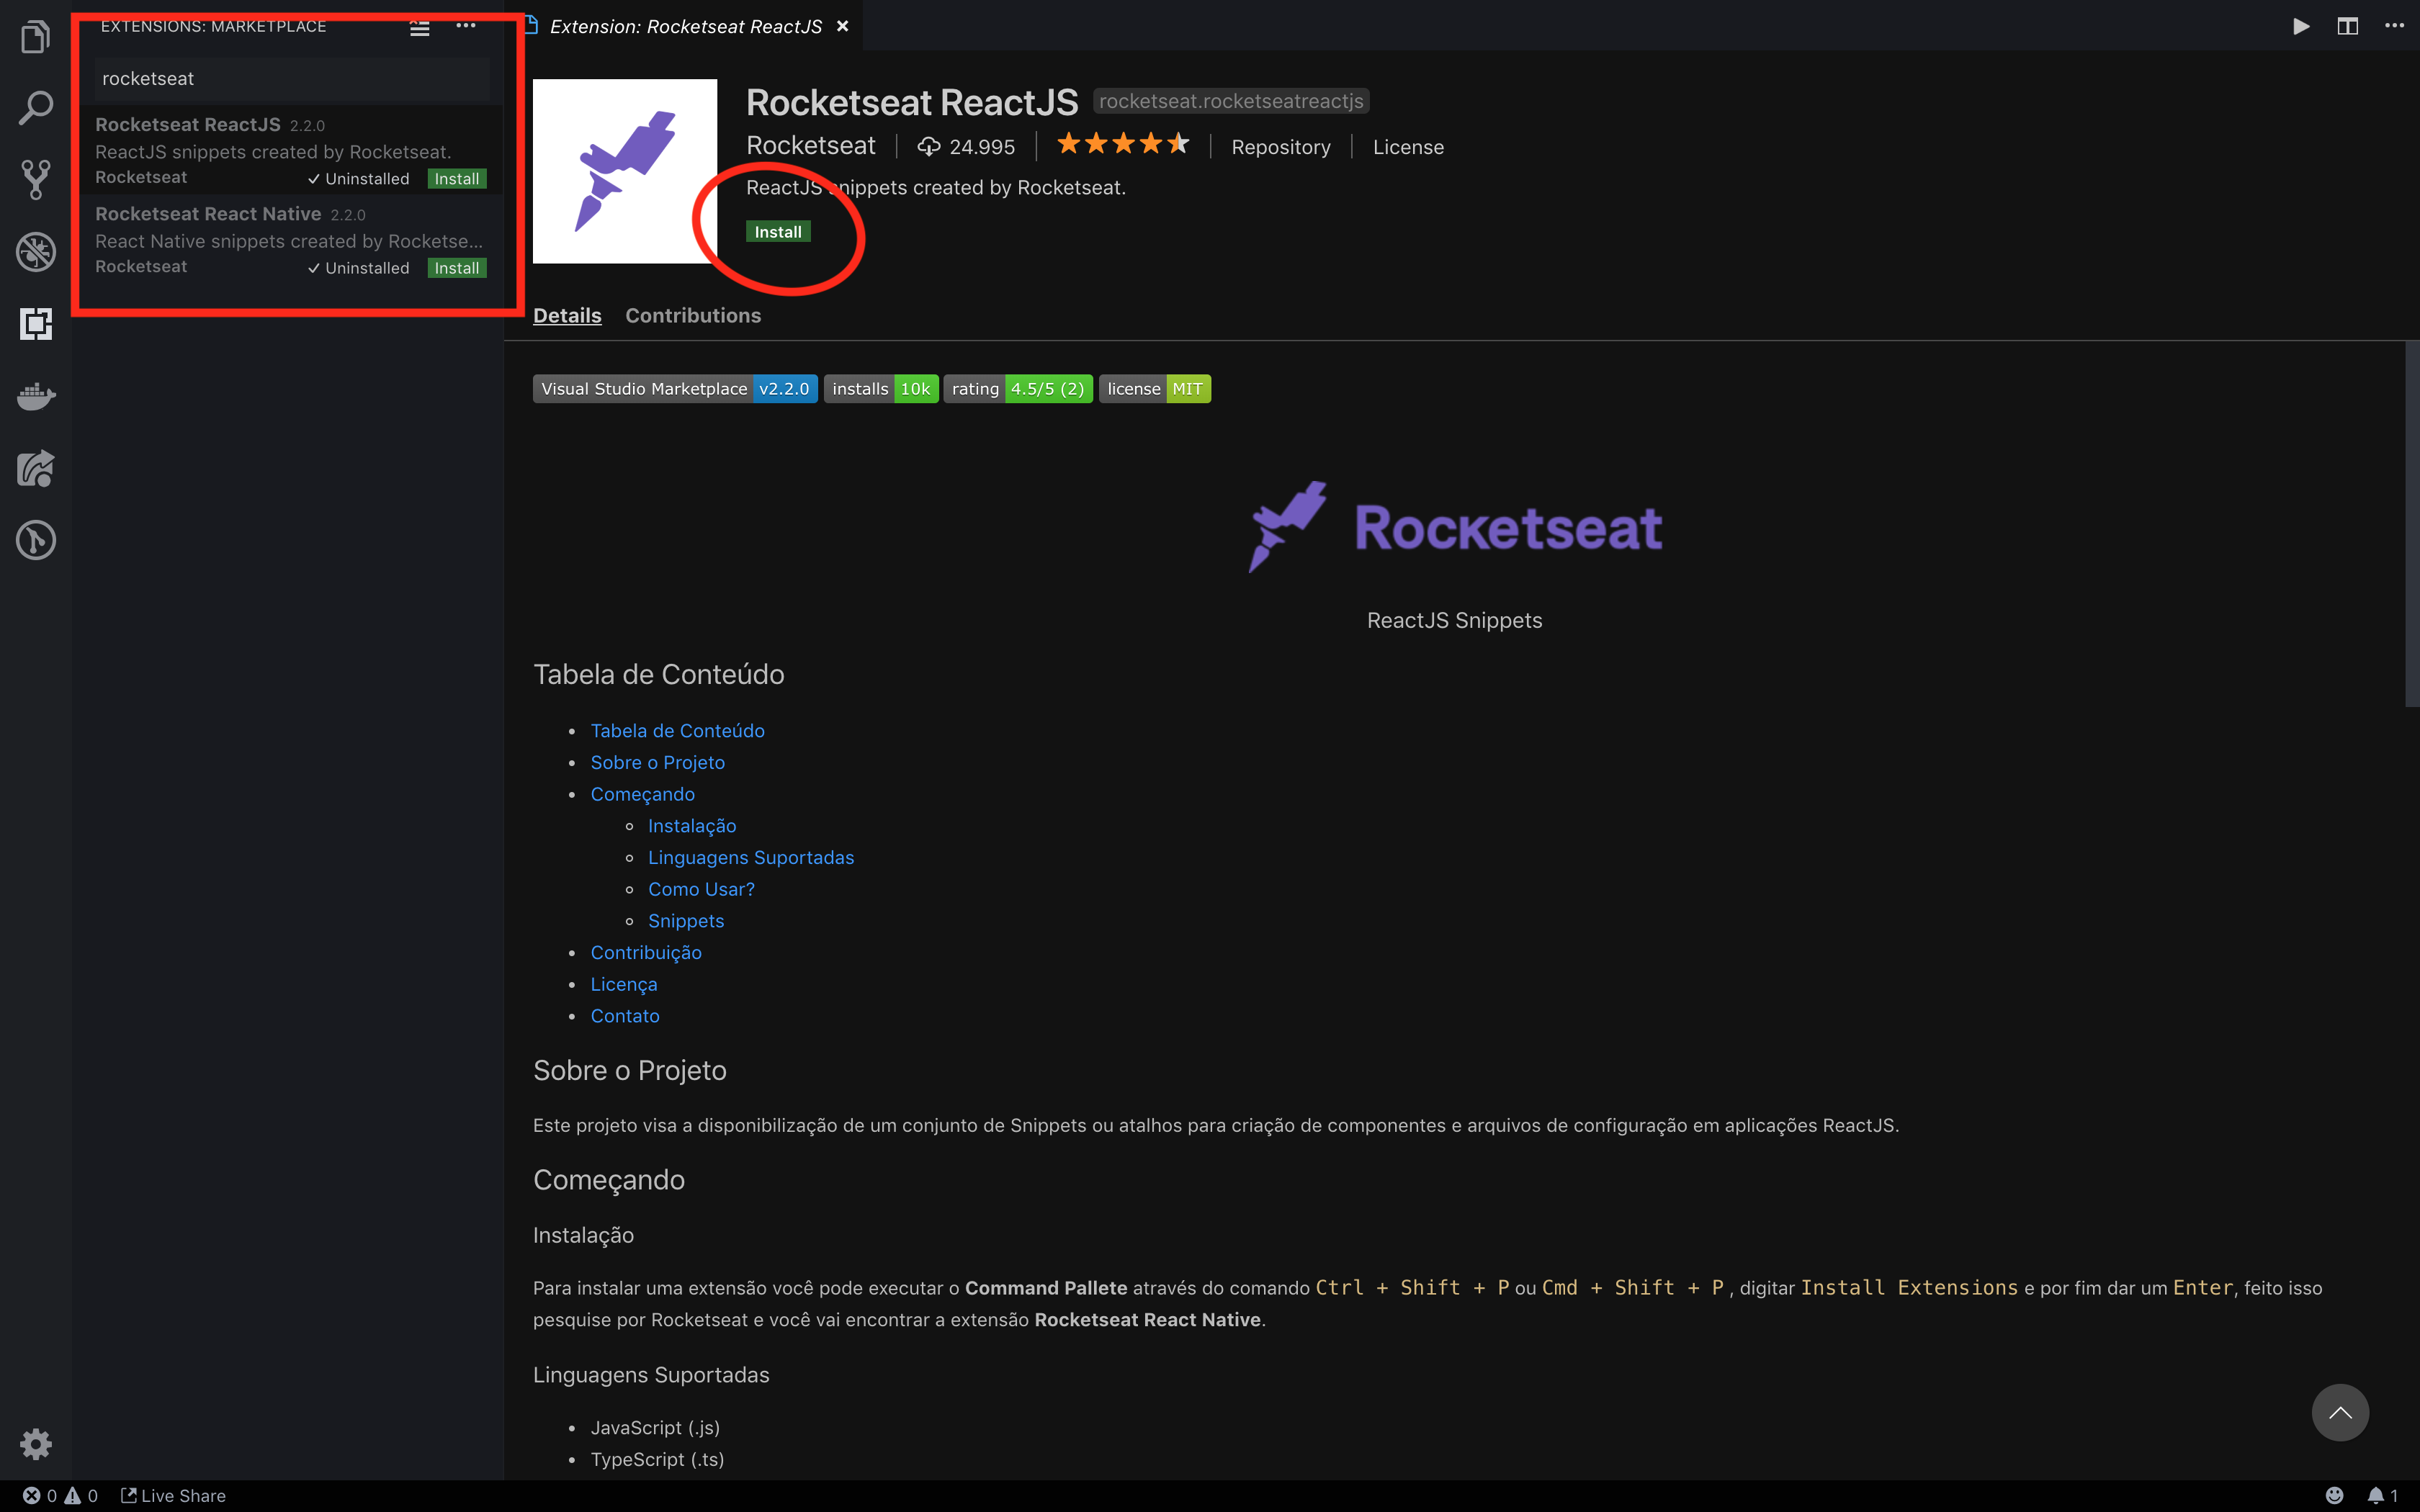 EXTENSIONS: MARKETPLACE
rocketseat
Rocketseat ReactJS 2.2.0
ReactJS snippets created by Rocketseat.
Rocketseat ✓ Uninstalled Install
Rocketseat React Native 2.2.0
React Native snippets created by Rocketse...
Rocketseat ✓ Uninstalled Install
Extension: Rocketseat ReactJS
Rocketseat ReactJS rocketseat.rocketseatreactjs
Rocketseat 24.995 Repository License
ReactJS snippets created by Rocketseat.
Install
Details Contributions
Visual Studio Marketplace v2.2.0 installs 10k rating 4.5/5 (2) license MIT
Rocketseat
ReactJS Snippets
Tabela de Conteúdo
Tabela de Conteúdo
Sobre o Projeto
Começando
Instalação
Linguagens Suportadas
Como Usar?
Snippets
Contribuição
Licença
Contato
Sobre o Projeto
Este projeto visa a disponibilização de um conjunto de Snippets ou atalhos para criação de componentes e arquivos de configuração em aplicações ReactJS.
Começando
Instalação
Para instalar uma extensão você pode executar o Command Pallete através do comando Ctrl + Shift + P ou Cmd + Shift + P , digitar Install Extensions e por fim dar um Enter, feito isso
pesquise por Rocketseat e você vai encontrar a extensão Rocketseat React Native.
Linguagens Suportadas
JavaScript (.js)
TypeScript (.ts)
0 0 Live Share 1